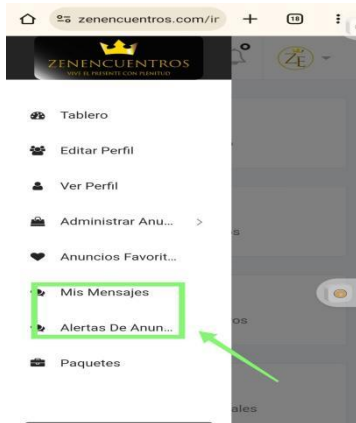 zenencuentros.com/ir
18
ZENENCUENTROS
VIVE EL PRESENTE CON PLENITUD
ZE
Tablero
Editar Perfil
Ver Perfil
Administrar Anu...
s
Anuncios Favorit...
Mis Mensajes
os
Alertas De Anun...
Paquetes
ales